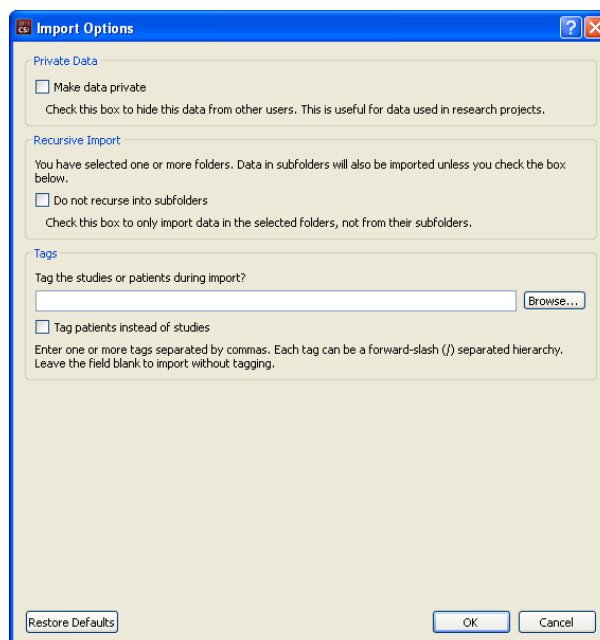 2013
CSI
Import Options
?
Private Data
Make data private
Check this box to hide this data from other users. This is useful for data used in research projects.
Recursive Import
You have selected one or more folders. Data in subfolders will also be imported unless you check the box
below.
Do not recurse into subfolders
Check this box to only import data in the selected folders, not from their subfolders.
Tags
Tag the studies or patients during import?
Browse...
Tag patients instead of studies
Enter one or more tags separated by commas. Each tag can be a forward-slash (/) separated hierarchy.
Leave the field blank to import without tagging.
Restore Defaults
OK
Cancel